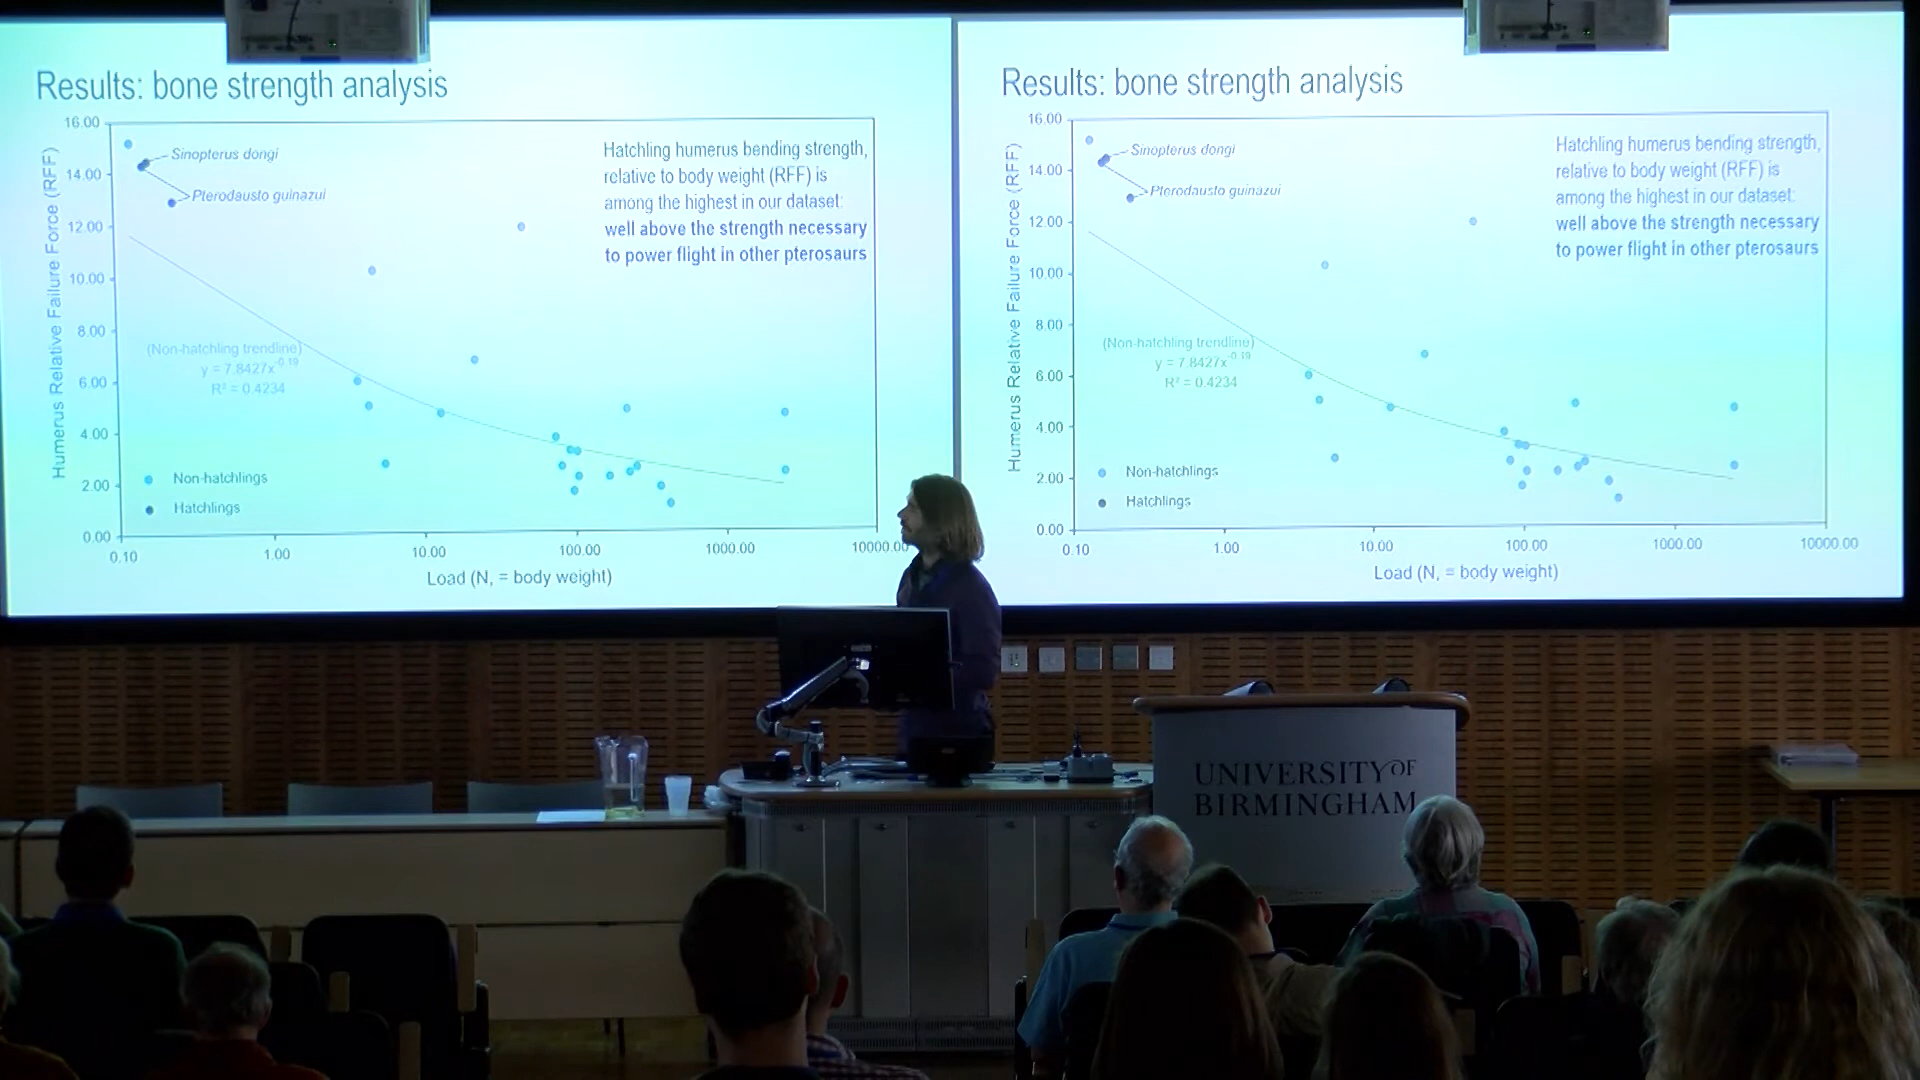 Results: bone strength analysis
16.00
14.00
12.00
10.00
8.00
6.00
4.00
2.00
0.00
Humerus Relative Failure Force (RFF)
Sinopterus dongi
Pterodausto guinazui
Hatchling humerus bending strength,
relative to body weight (RFF) is
among the highest in our dataset:
well above the strength necessary
to power flight in other pterosaurs
(Non-hatchling trendline)
y = 7.8427x^-0.19
R² = 0.4234
Non-hatchlings
Hatchlings
0.10
1.00
10.00
100.00
1000.00
10000.00
Load (N, = body weight)
Results: bone strength analysis
16.00
14.00
12.00
10.00
8.00
6.00
4.00
2.00
0.00
Humerus Relative Failure Force (RFF)
Sinopterus dongi
Pterodausto guinazui
Hatchling humerus bending strength,
relative to body weight (RFF) is
among the highest in our dataset:
well above the strength necessary
to power flight in other pterosaurs
(Non-hatchling trendline)
y = 7.8427x^-0.19
R² = 0.4234
Non-hatchlings
Hatchlings
0.10
1.00
10.00
100.00
1000.00
10000.00
Load (N, = body weight)
UNIVERSITY OF
BIRMINGHAM